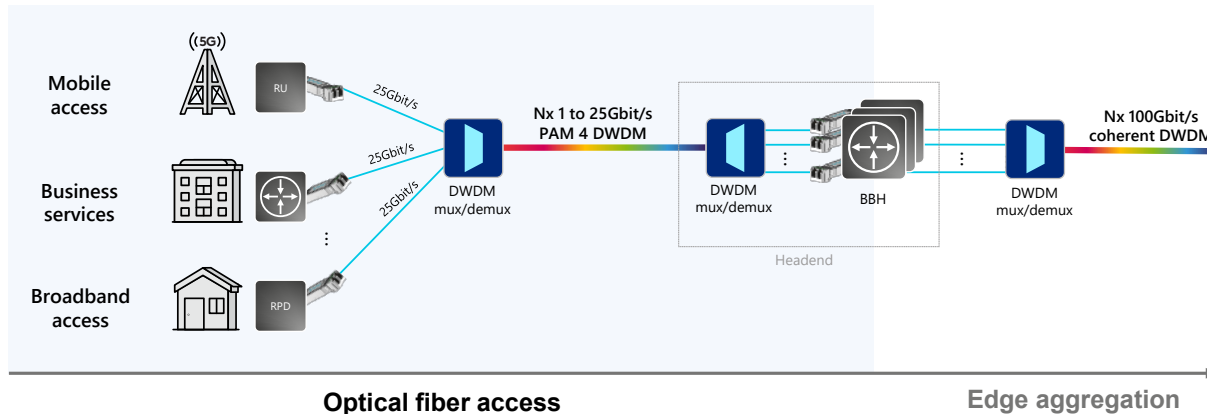 ((5G))
Mobile
access
RU
25Gbit/s
Nx 1 to 25Gbit/s
PAM 4 DWDM
Nx 100Gbit/s
coherent DWDM
25Gbit/s
Business
services
25Gbit/s
DWDM
mux/demux
DWDM
mux/demux
BBH
DWDM
mux/demux
Headend
Broadband
access
RPD
Optical fiber access
Edge aggregation